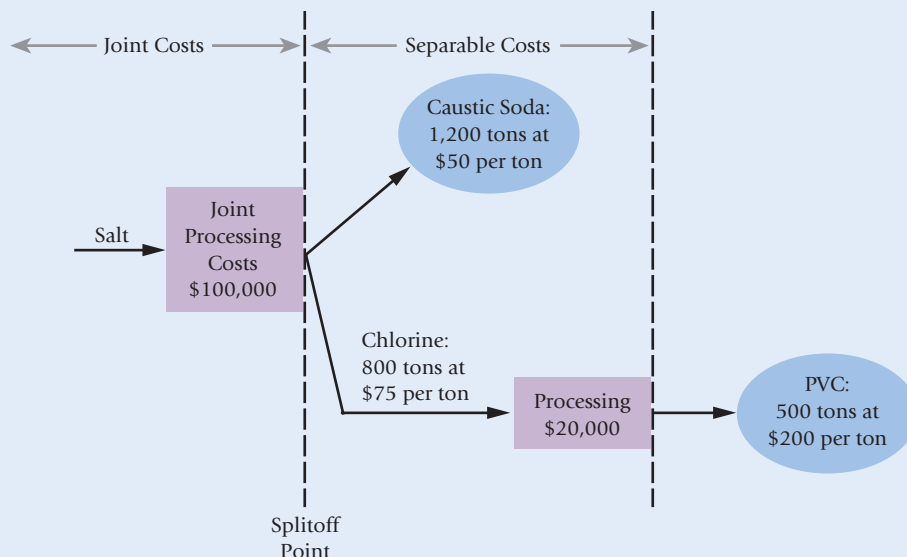 Joint Costs
Separable Costs
Caustic Soda:
1,200 tons at
$50 per ton
Salt
Joint
Processing
Costs
$100,000
Chlorine:
800 tons at
$75 per ton
Processing
$20,000
PVC:
500 tons at
$200 per ton
Splitoff
Point